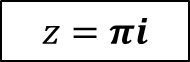 z = πi